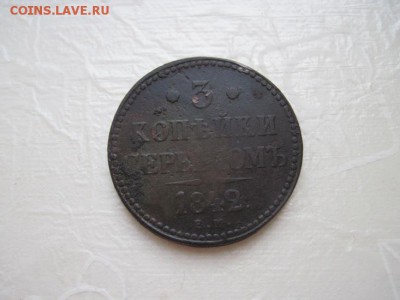 COINS.LAVE.RU
* 3 *
КОПѢЙКИ
СЕРЕБРОМЪ
1842.
Е.М.